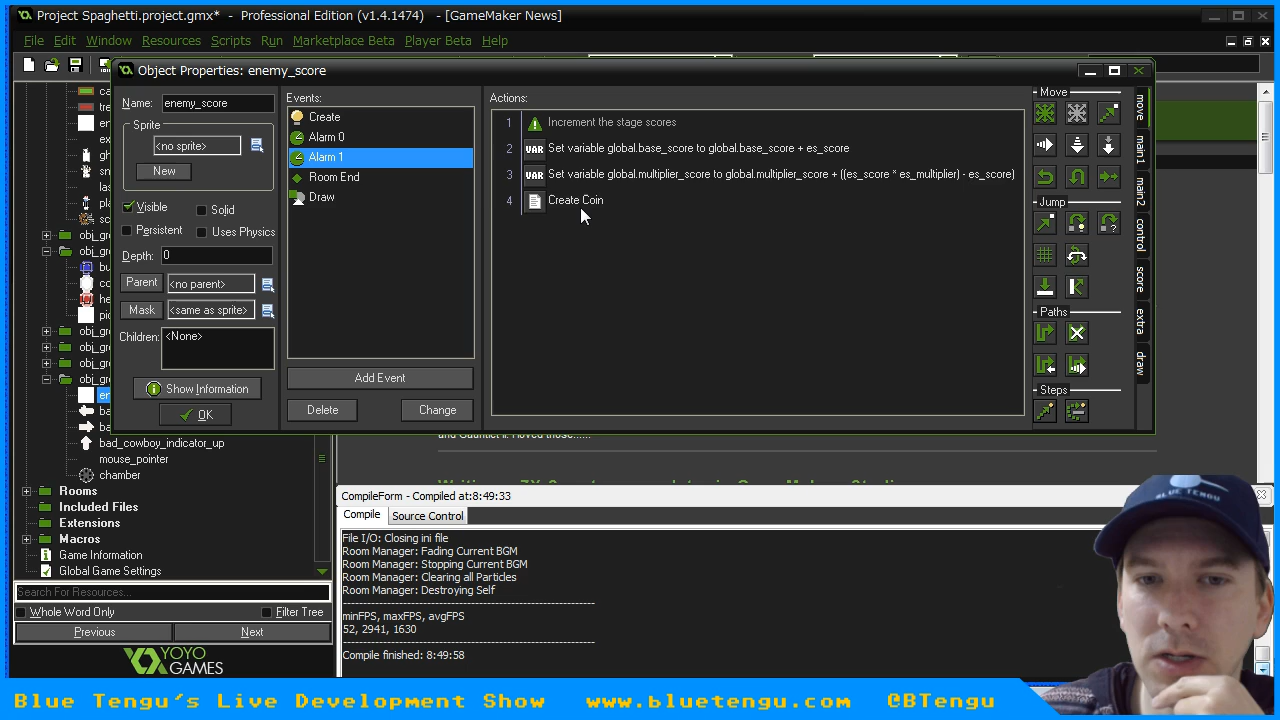 Project Spaghetti.project.gmx* - Professional Edition (v1.4.1474) - [GameMaker News]
File Edit Window Resources Scripts Run Marketplace Beta Player Beta Help
Object Properties: enemy_score
Name: enemy_score
Sprite
<no sprite>
New
Visible
Solid
Persistent
Uses Physics
Depth: 0
Parent <no parent>
Mask <same as sprite>
Children: <None>
Show Information
OK
Events:
Create
Alarm 0
Alarm 1
Room End
Draw
Add Event
Delete
Change
Actions:
1 Increment the stage scores
2 VAR Set variable global.base_score to global.base_score + es_score
3 VAR Set variable global.multiplier_score to global.multiplier_score + ((es_score * es_multiplier) - es_score)
4 Create Coin
Move
Jump
Paths
Steps
move
main1
main2
control
score
extra
draw
bad_cowboy_indicator_up
mouse_pointer
chamber
Rooms
Included Files
Extensions
Macros
Game Information
Global Game Settings
Search For Resources...
Whole Word Only
Filter Tree
Previous
Next
YOYO
GAMES
and Gauntlet II. I loved those......
CompileForm - Compiled at:8:49:33
Compile
Source Control
File I/O: Closing ini file
Room Manager: Fading Current BGM
Room Manager: Stopping Current BGM
Room Manager: Clearing all Particles
Room Manager: Destroying Self
minFPS, maxFPS, avgFPS
52, 2941, 1630
Compile finished: 8:49:58
BLUE TENGU
Blue Tengu's Live Development Show www.bluetengu.com @BTengu